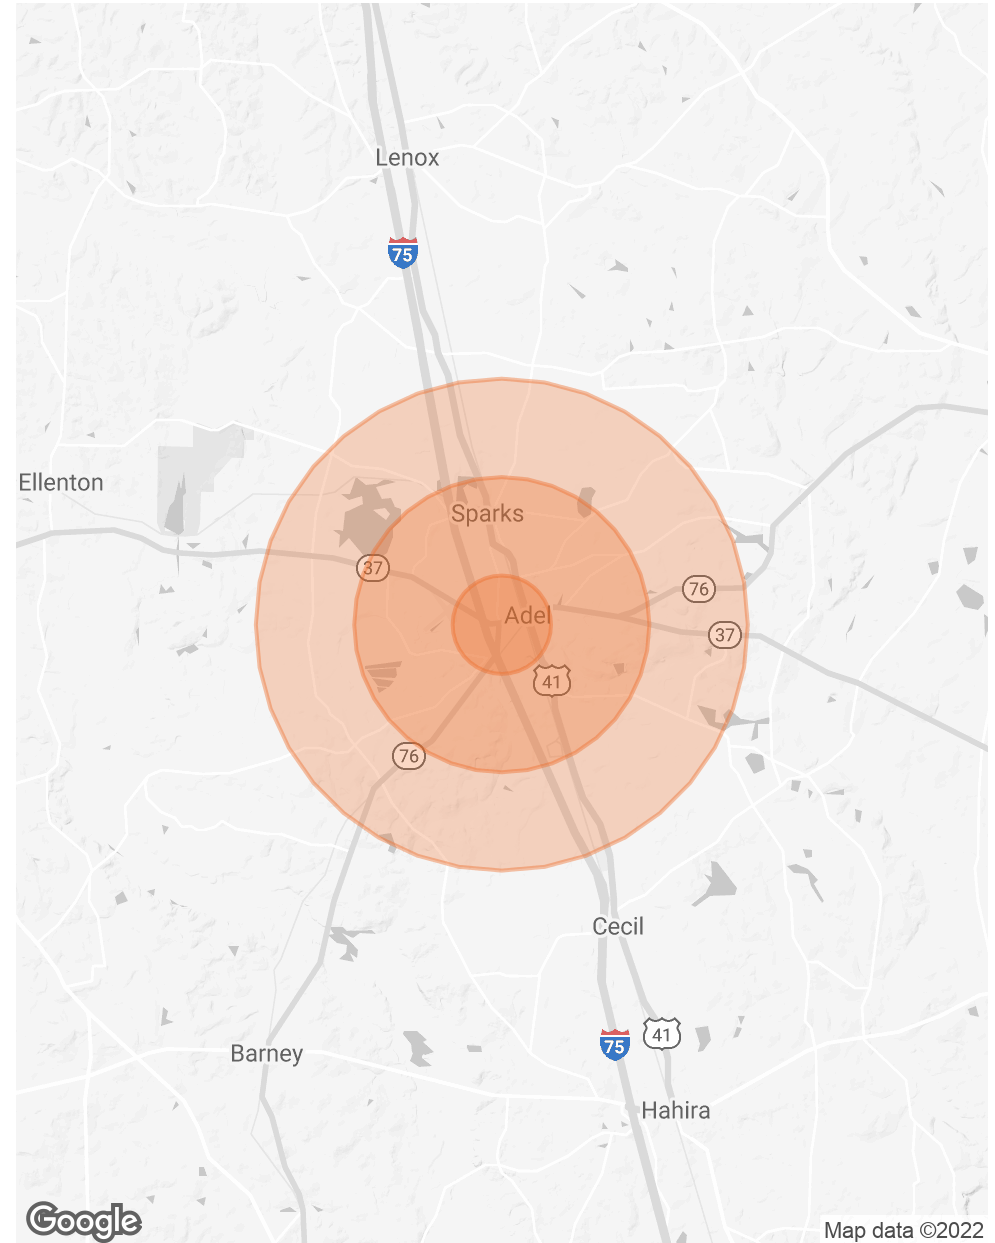 Lenox
75
Ellenton
Sparks
37
76
Adel
37
41
76
Cecil
41
75
Barney
Hahira
Google
Map data ©2022